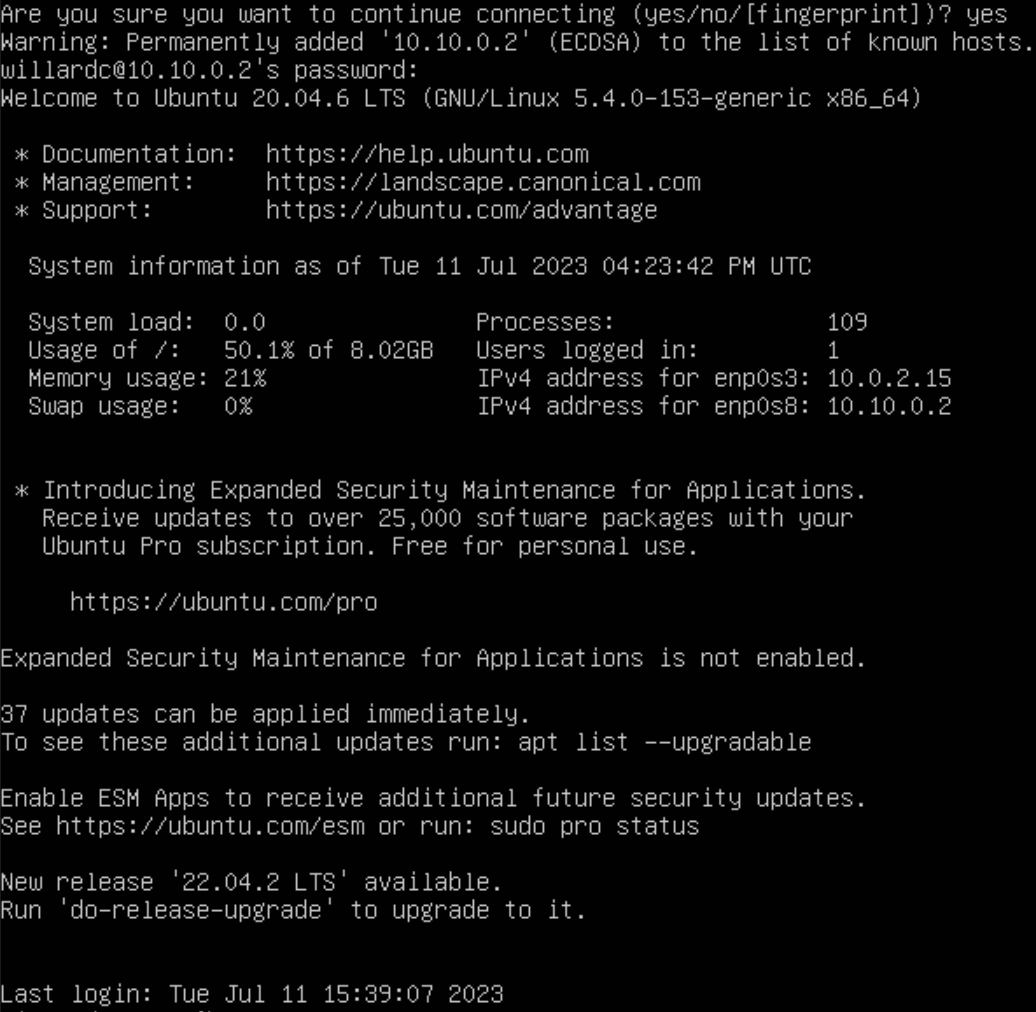 Are you sure you want to continue connecting (yes/no/[fingerprint])? yes
Warning: Permanently added '10.10.0.2' (ECDSA) to the list of known hosts.
willardc@10.10.0.2's password:
Welcome to Ubuntu 20.04.6 LTS (GNU/Linux 5.4.0-153-generic x86_64)
* Documentation:  https://help.ubuntu.com
* Management:     https://landscape.canonical.com
* Support:        https://ubuntu.com/advantage
System information as of Tue 11 Jul 2023 04:23:42 PM UTC
System load:  0.0               Processes:               109
Usage of /:   50.1% of 8.02GB   Users logged in:         1
Memory usage: 21%               IPv4 address for enp0s3: 10.0.2.15
Swap usage:   0%                IPv4 address for enp0s8: 10.10.0.2
* Introducing Expanded Security Maintenance for Applications.
Receive updates to over 25,000 software packages with your
Ubuntu Pro subscription. Free for personal use.
https://ubuntu.com/pro
Expanded Security Maintenance for Applications is not enabled.
37 updates can be applied immediately.
To see these additional updates run: apt list --upgradable
Enable ESM Apps to receive additional future security updates.
See https://ubuntu.com/esm or run: sudo pro status
New release '22.04.2 LTS' available.
Run 'do-release-upgrade' to upgrade to it.
Last login: Tue Jul 11 15:39:07 2023